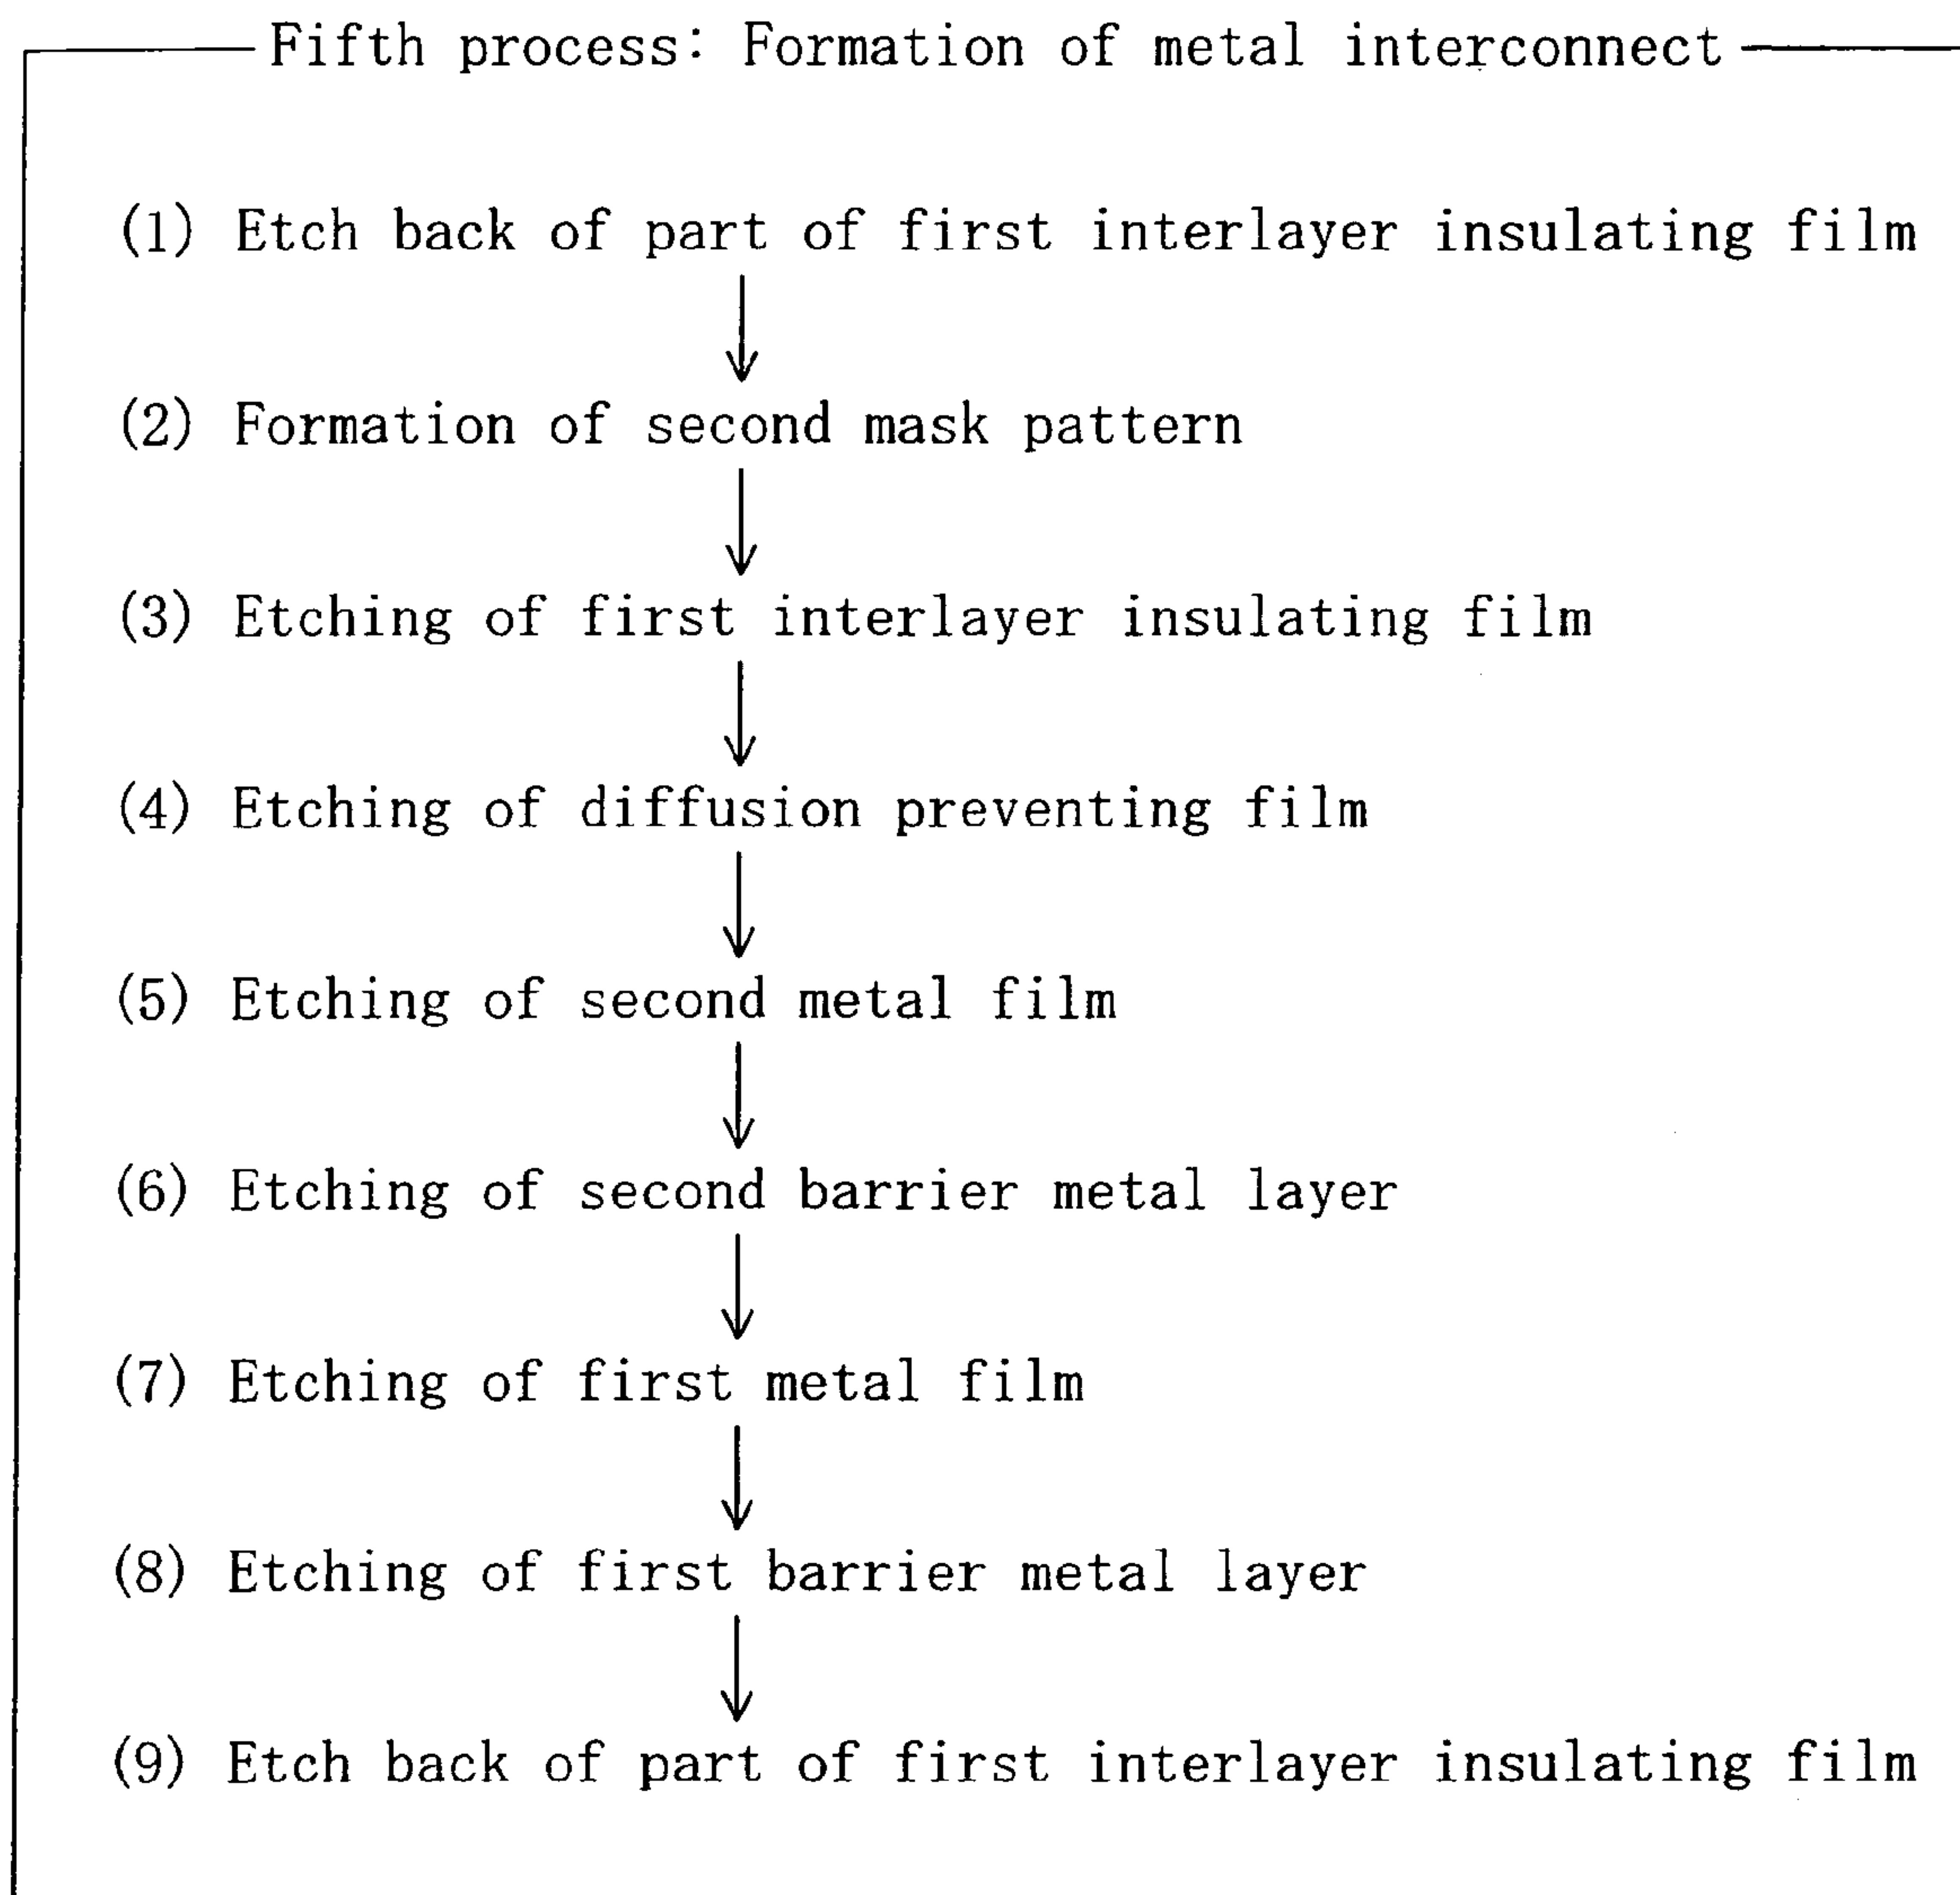 Fifth process: Formation of metal interconnect
(1) Etch back of part of first interlayer insulating film
(2) Formation of second mask pattern
(3) Etching of first interlayer insulating film
(4) Etching of diffusion preventing film
(5) Etching of second metal film
(6) Etching of second barrier metal layer
(7) Etching of first metal film
(8) Etching of first barrier metal layer
(9) Etch back of part of first interlayer insulating film